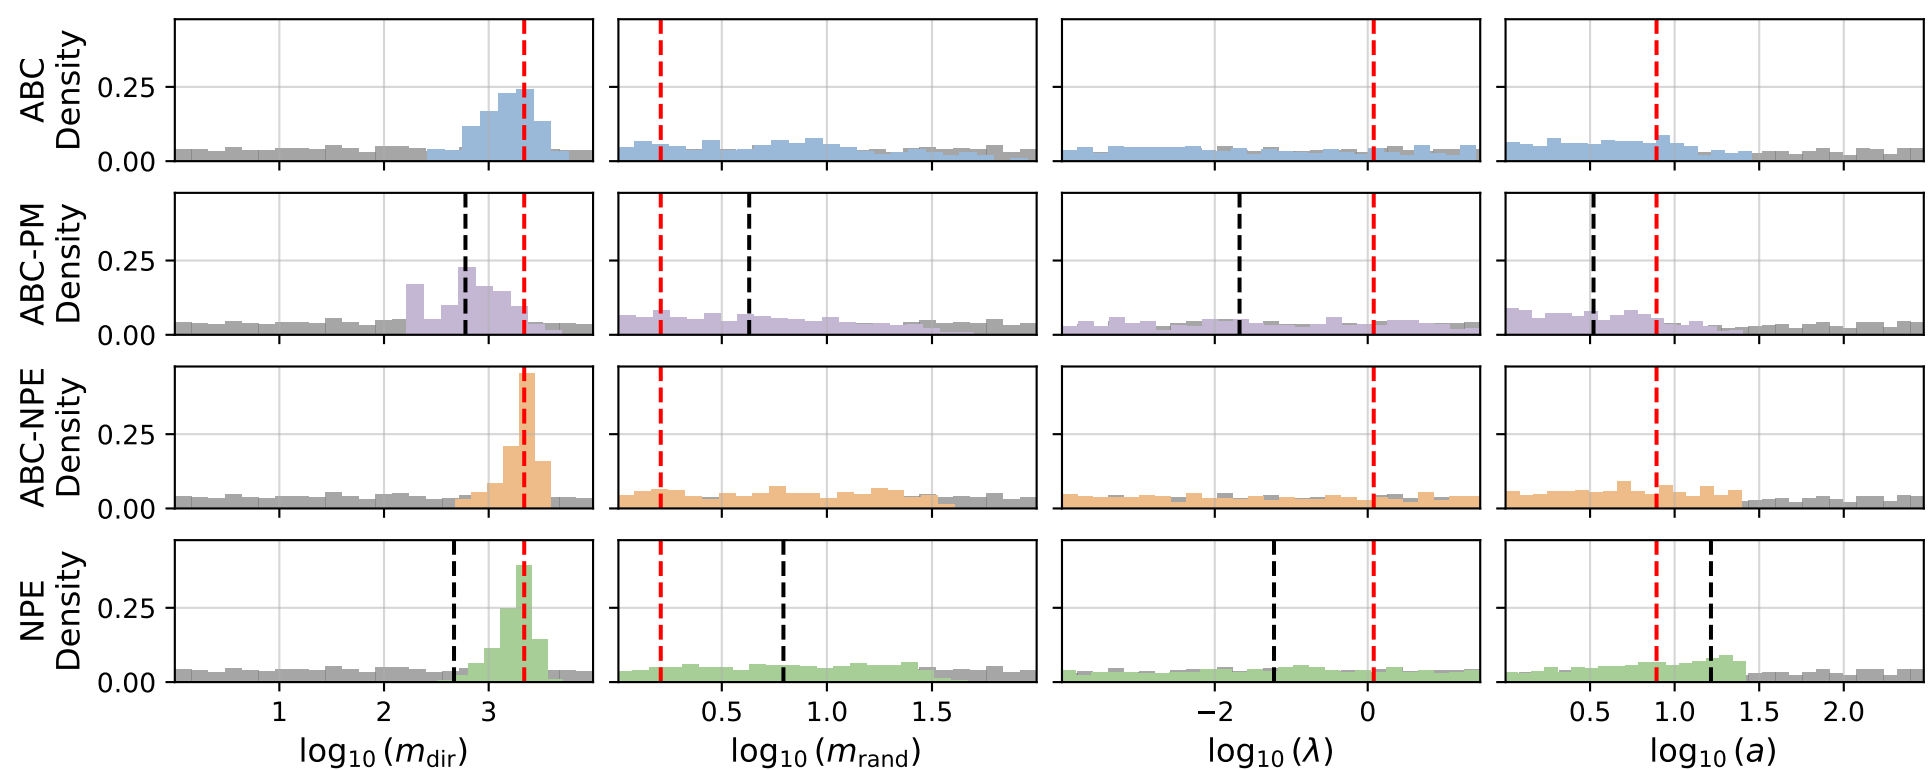 ABC
Density
0.25
0.00
ABC-PM
Density
0.25
0.00
ABC-NPE
Density
0.25
0.00
NPE
Density
0.25
0.00
1 2 3
0.5 1.0 1.5
−2 0
0.5 1.0 1.5 2.0
log₁₀ (m_dir)
log₁₀ (m_rand)
log₁₀ (λ)
log₁₀ (a)